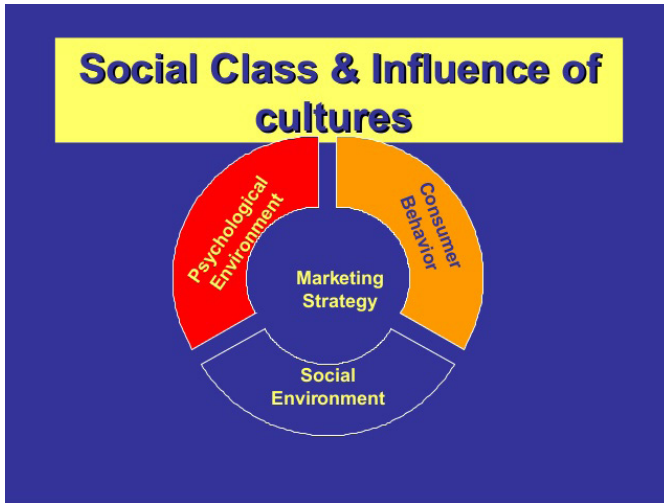 Social Class & Influence of
cultures
Psychological
Environment
Consumer
Behavior
Marketing
Strategy
Social
Environment